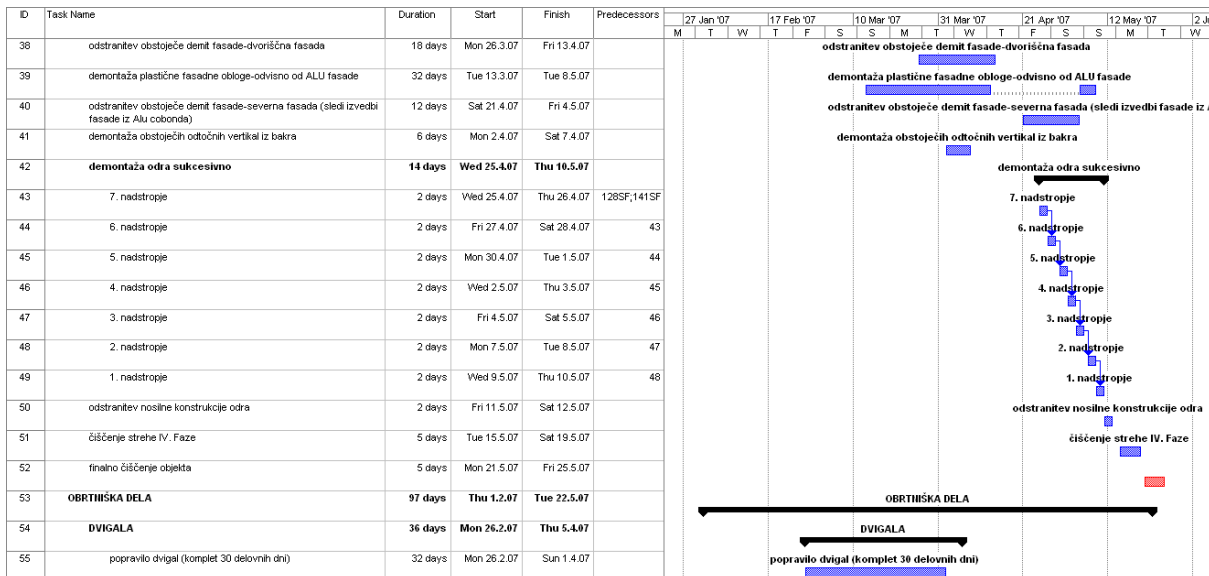 ID Task Name Duration Start Finish Predecessors
27 Jan '07 17 Feb '07 10 Mar '07 31 Mar '07 21 Apr '07 12 May '07 2 J
M T W T F S S M T W T F S S M T W
38 odstranitev obstoječe demit fasade-dvoriščna fasada 18 days Mon 26.3.07 Fri 13.4.07
odstranitev obstoječe demit fasade-dvoriščna fasada
39 demontaža plastične fasadne obloge-odvisno od ALU fasade 32 days Tue 13.3.07 Tue 8.5.07
demontaža plastične fasadne obloge-odvisno od ALU fasade
40 odstranitev obstoječe demit fasade-severna fasada (sledi izvedbi 12 days Sat 21.4.07 Fri 4.5.07
fasade iz Alu cobonda)
odstranitev obstoječe demit fasade-severna fasada (sledi izvedbi fasade iz A
41 demontaža obstoječih odtočnih vertikal iz bakra 6 days Mon 2.4.07 Sat 7.4.07
demontaža obstoječih odtočnih vertikal iz bakra
42 demontaža odra sukcesivno 14 days Wed 25.4.07 Thu 10.5.07
demontaža odra sukcesivno
43 7. nadstropje 2 days Wed 25.4.07 Thu 26.4.07 128SF;141SF
7. nadstropje
44 6. nadstropje 2 days Fri 27.4.07 Sat 28.4.07 43
6. nadstropje
45 5. nadstropje 2 days Mon 30.4.07 Tue 1.5.07 44
5. nadstropje
46 4. nadstropje 2 days Wed 2.5.07 Thu 3.5.07 45
4. nadstropje
47 3. nadstropje 2 days Fri 4.5.07 Sat 5.5.07 46
3. nadstropje
48 2. nadstropje 2 days Mon 7.5.07 Tue 8.5.07 47
2. nadstropje
49 1. nadstropje 2 days Wed 9.5.07 Thu 10.5.07 48
1. nadstropje
50 odstranitev nosilne konstrukcije odra 2 days Fri 11.5.07 Sat 12.5.07
odstranitev nosilne konstrukcije odra
51 čiščenje strehe IV. Faze 5 days Tue 15.5.07 Sat 19.5.07
čiščenje strehe IV. Faze
52 finalno čiščenje objekta 5 days Mon 21.5.07 Fri 25.5.07
53 OBRTNIŠKA DELA 97 days Thu 1.2.07 Tue 22.5.07
OBRTNIŠKA DELA
54 DVIGALA 36 days Mon 26.2.07 Thu 5.4.07
DVIGALA
55 popravilo dvigal (komplet 30 delovnih dni) 32 days Mon 26.2.07 Sun 1.4.07
popravilo dvigal (komplet 30 delovnih dni)